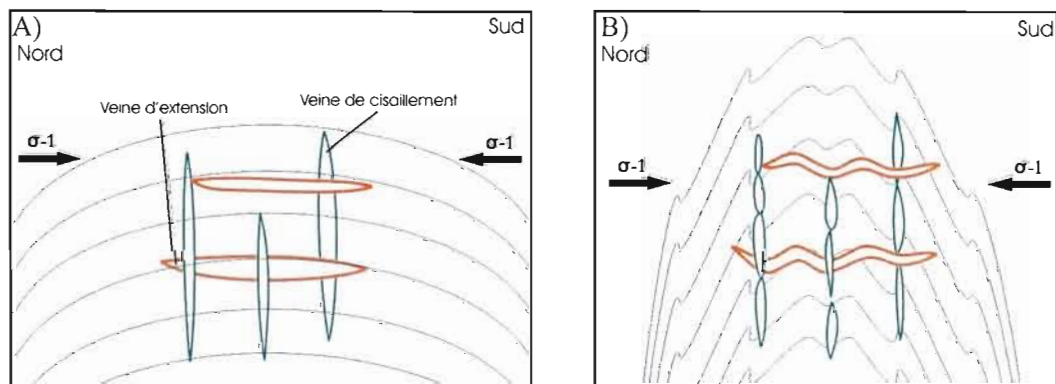 A)
Sud
Nord
Veine d'extension
Veine de cisaillement
σ-1
σ-1
B)
Sud
Nord
σ-1
σ-1